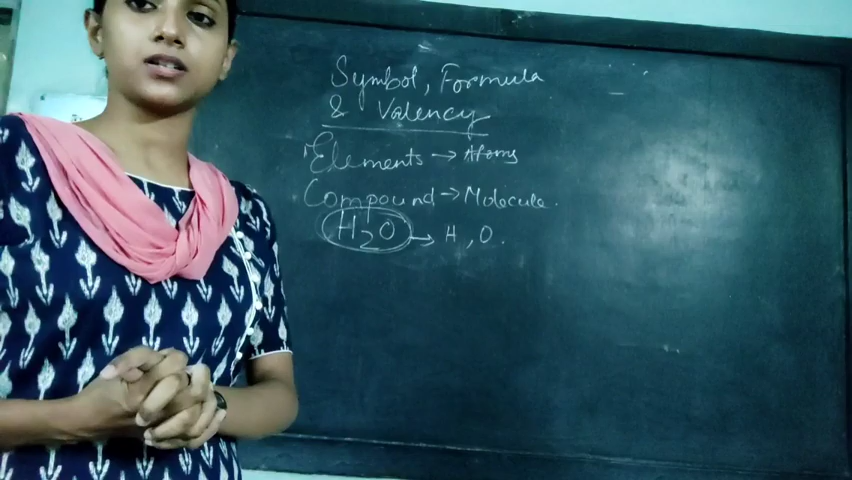 Symbol, Formula
& Valency
Elements → Atoms
Compound → Molecule.
H2O → H, O.